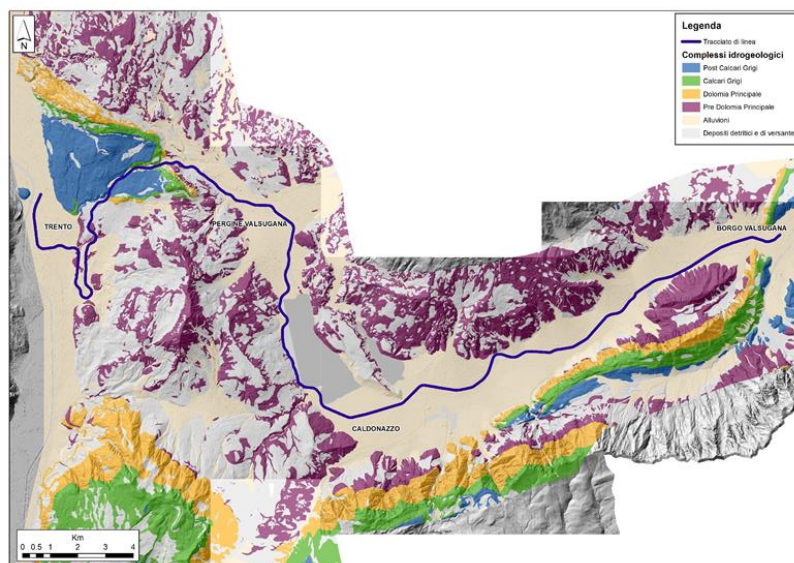 N
Legenda
Tracciato di linea
Complessi idrogeologici
Post Calcari Grigi
Calcari Grigi
Dolomia Principale
Pre Dolomia Principale
Alluvioni
Depositi detritici e di versante
TRENTO
PERGINE VALSUGANA
BORGO VALSUGANA
CALDONAZZO
Km
0 0.5 1 2 3 4